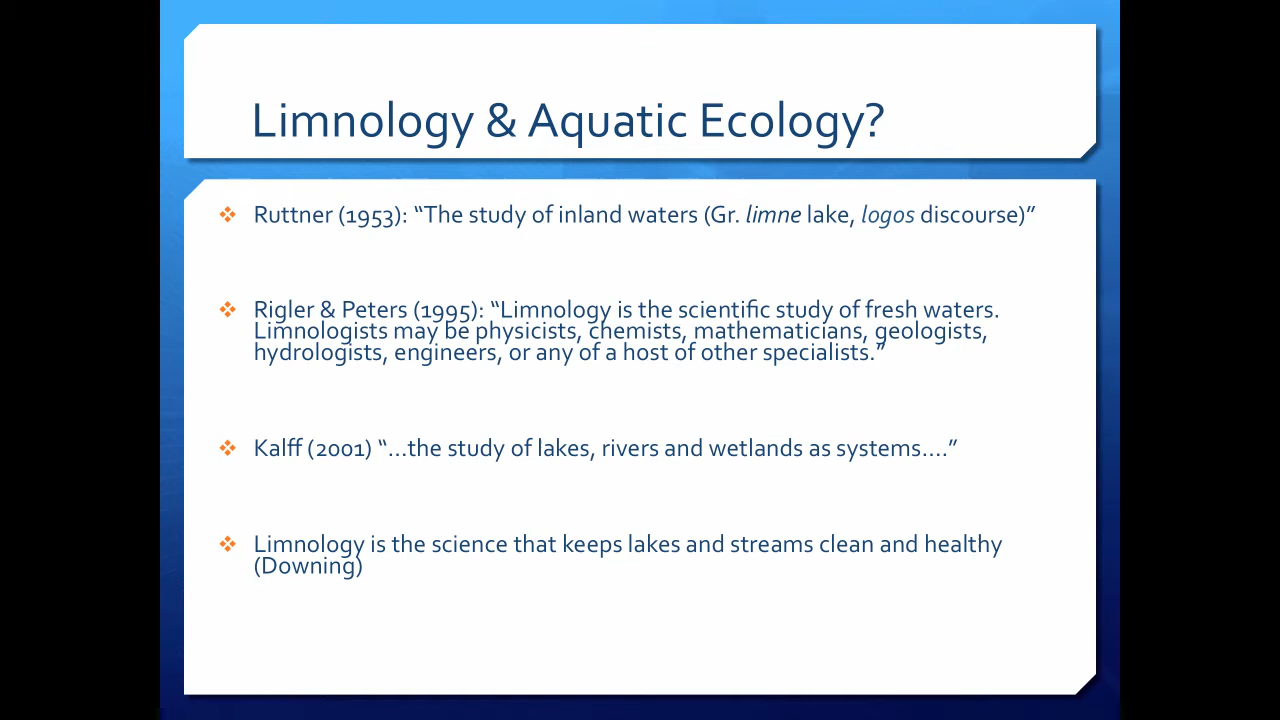 Limnology & Aquatic Ecology?
Ruttner (1953): “The study of inland waters (Gr. limne lake, logos discourse)”
Rigler & Peters (1995): “Limnology is the scientific study of fresh waters.
Limnologists may be physicists, chemists, mathematicians, geologists,
hydrologists, engineers, or any of a host of other specialists.”
Kalff (2001) “...the study of lakes, rivers and wetlands as systems....”
Limnology is the science that keeps lakes and streams clean and healthy
(Downing)